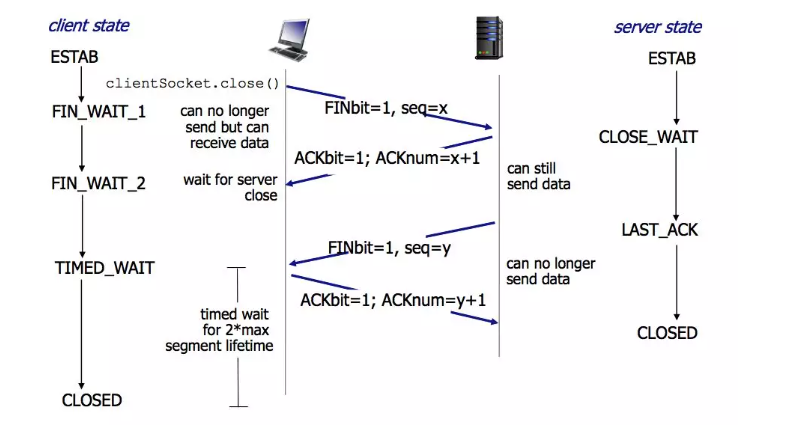 client state
server state
ESTAB
ESTAB
clientSocket.close()
FINbit=1, seq=x
FIN_WAIT_1
can no longer
send but can
receive data
CLOSE_WAIT
ACKbit=1; ACKnum=x+1
FIN_WAIT_2
wait for server
close
can still
send data
LAST_ACK
FINbit=1, seq=y
TIMED_WAIT
can no longer
send data
ACKbit=1; ACKnum=y+1
timed wait
for 2*max
segment lifetime
CLOSED
CLOSED